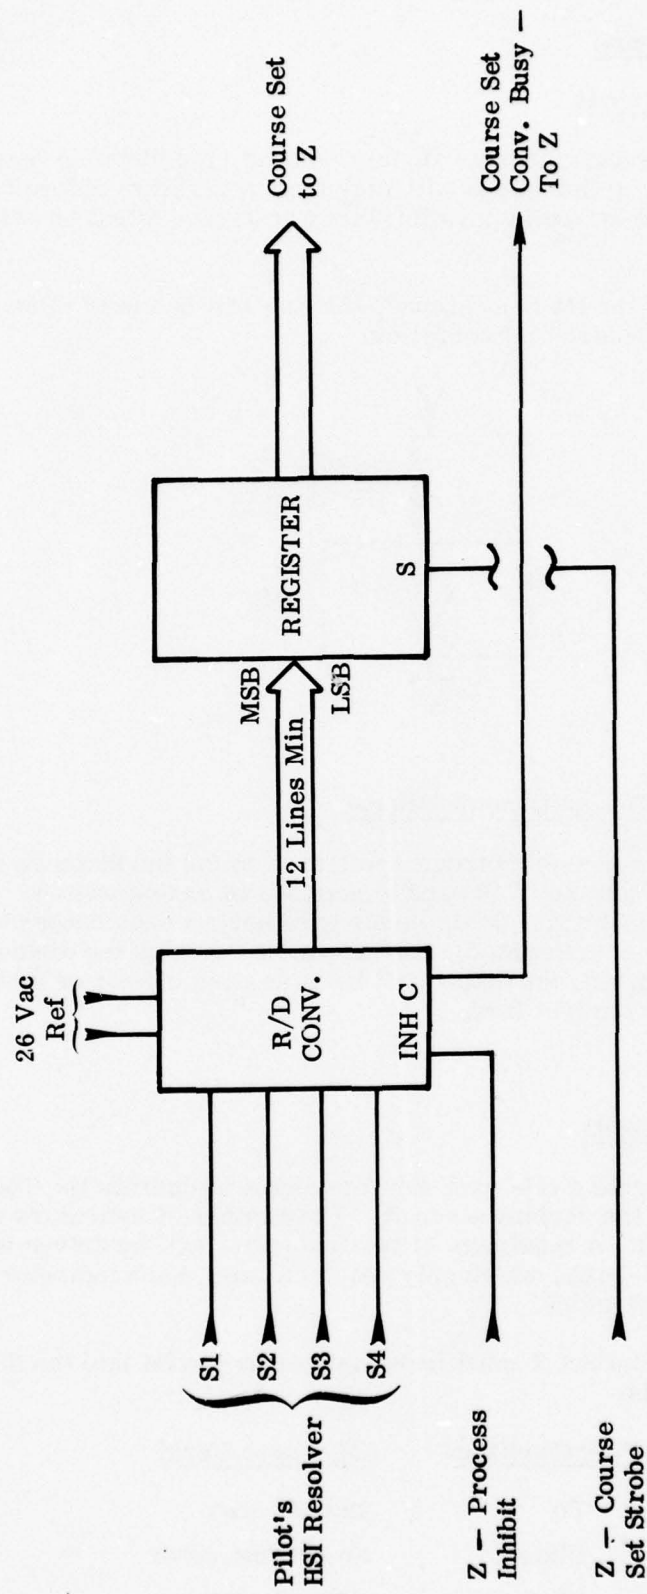 26 Vac
Ref
S1
S2
S3
S4
Pilot's
HSI Resolver
R/D
CONV.
INH C
12 Lines Min
MSB
LSB
REGISTER
S
Course Set
to Z
Course Set
Conv. Busy —
To Z
Z — Process
Inhibit
Z — Course
Set Strobe